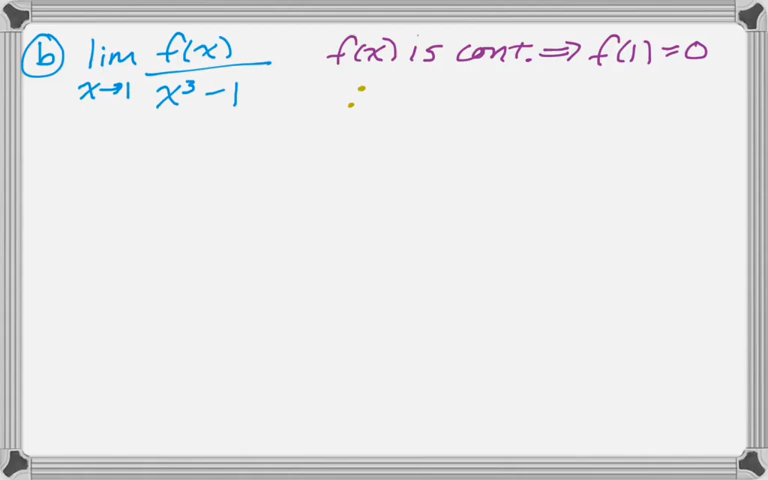 (b) lim f(x) f(x) is cont. ⇒ f(1) = 0
x→1 x³ - 1